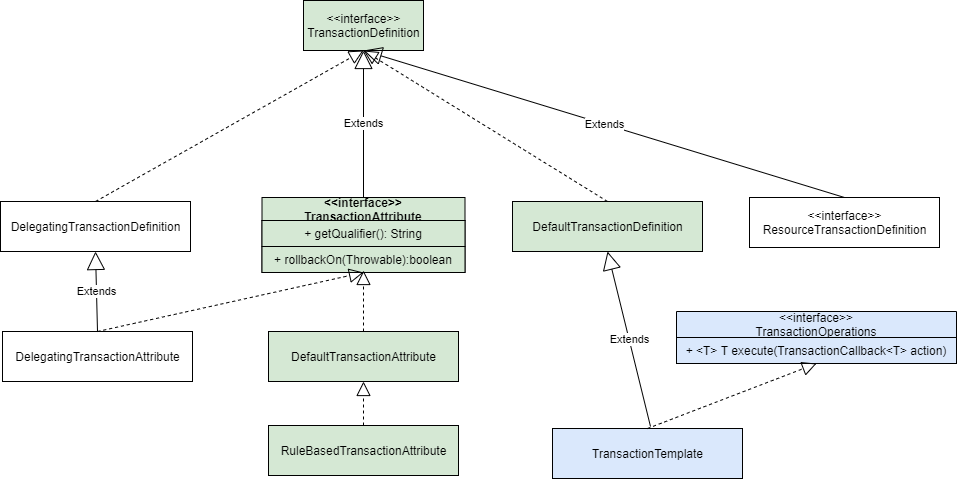 <<interface>>
TransactionDefinition
Extends
Extends
<<interface>>
TransactionAttribute
+ getQualifier(): String
+ rollbackOn(Throwable):boolean
DelegatingTransactionDefinition
DefaultTransactionDefinition
<<interface>>
ResourceTransactionDefinition
Extends
Extends
<<interface>>
TransactionOperations
+ <T> T execute(TransactionCallback<T> action)
DelegatingTransactionAttribute
DefaultTransactionAttribute
RuleBasedTransactionAttribute
TransactionTemplate